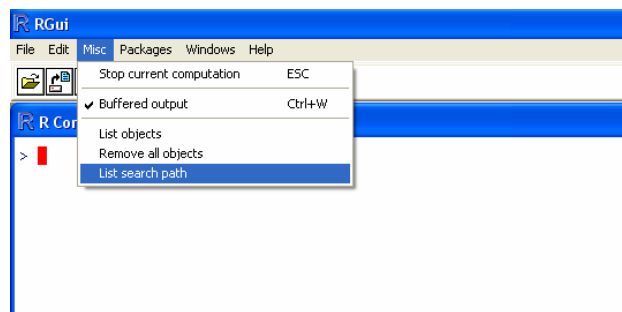 RGui
File Edit Misc Packages Windows Help
Stop current computation ESC
Buffered output Ctrl+W
R Cor
List objects
> Remove all objects
List search path